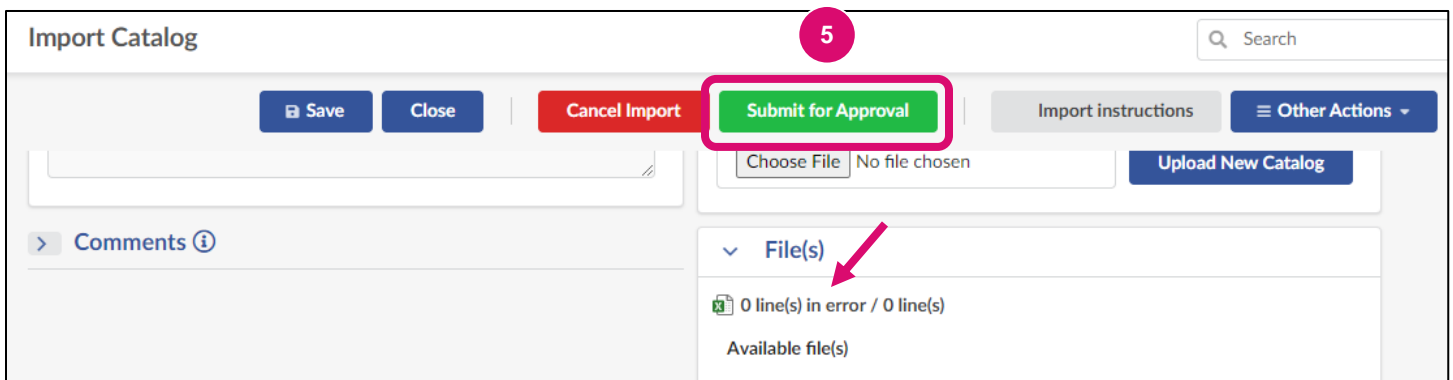 Import Catalog
5
Search
Save
Close
Cancel Import
Submit for Approval
Import instructions
Other Actions
Choose File
No file chosen
Upload New Catalog
Comments
File(s)
0 line(s) in error / 0 line(s)
Available file(s)